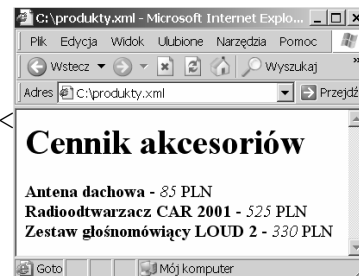 C:\produkty.xml - Microsoft Internet Explo...
Plik Edycja Widok Ulubione Narzędzia Pomoc
Wstecz Wyszukaj »
Adres C:\produkty.xml Przejdź
Cennik akcesoriów
Antena dachowa - 85 PLN
Radioodtwarzacz CAR 2001 - 525 PLN
Zestaw głośnomówiący LOUD 2 - 330 PLN
Goto Mój komputer